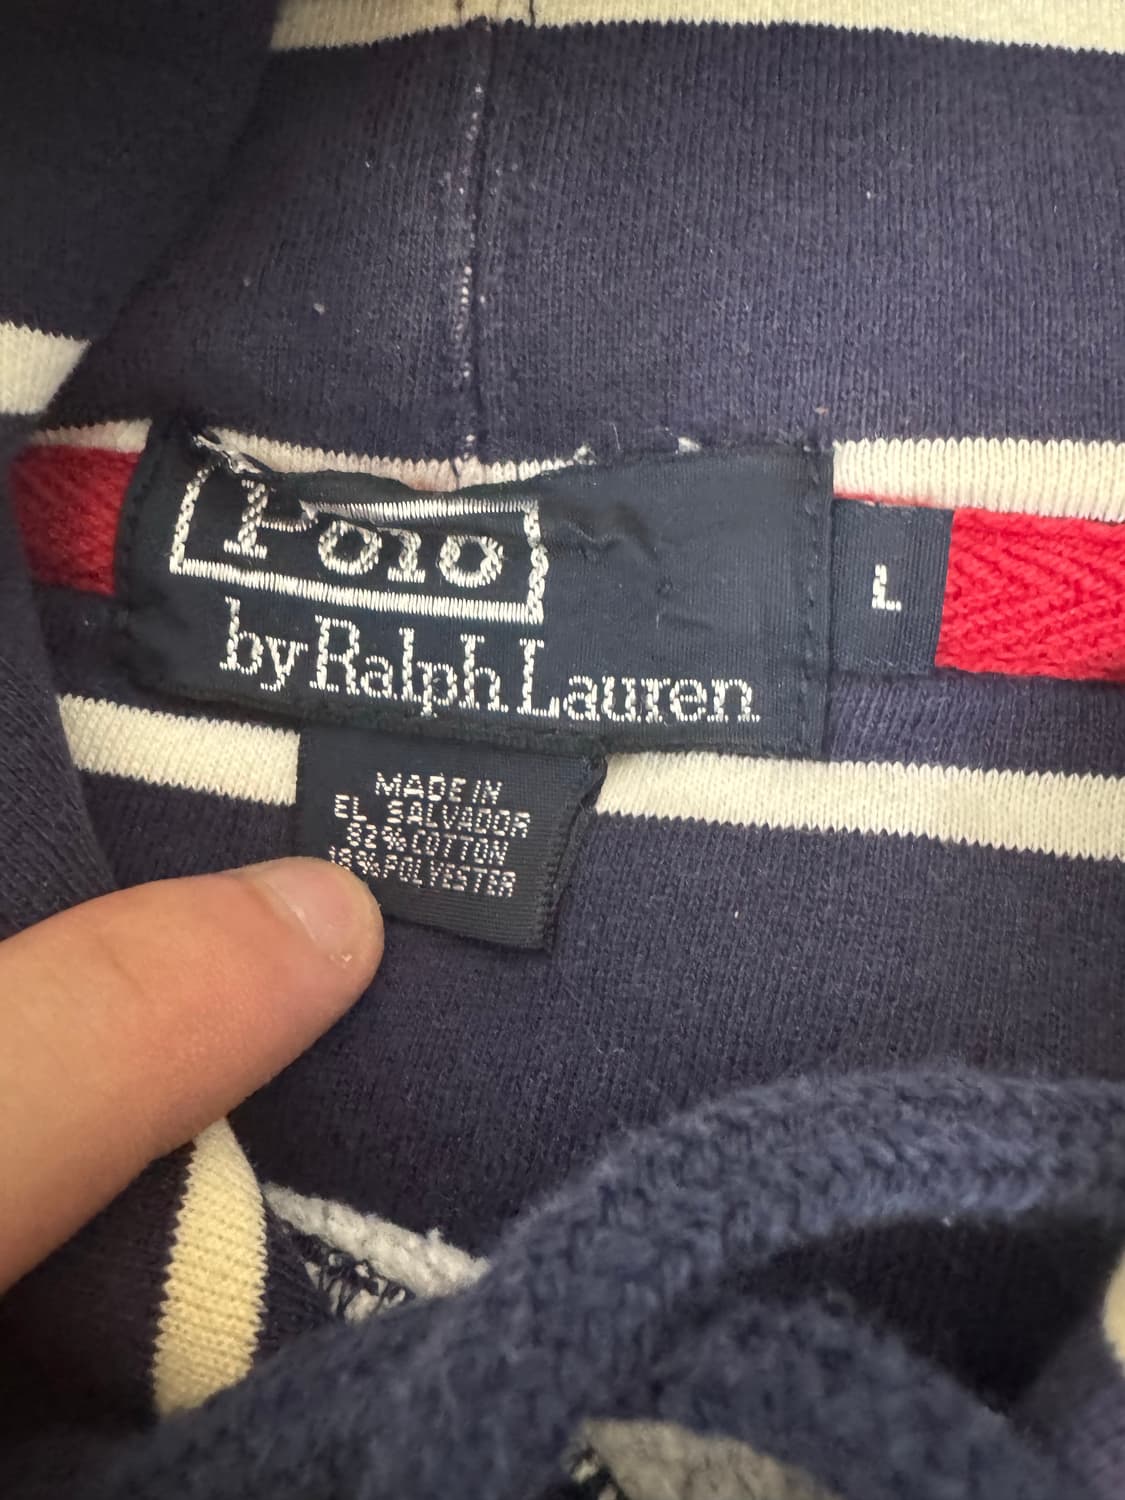 Polo
by Ralph Lauren
L
MADE IN
EL SALVADOR
82% COTTON
18% POLYESTER